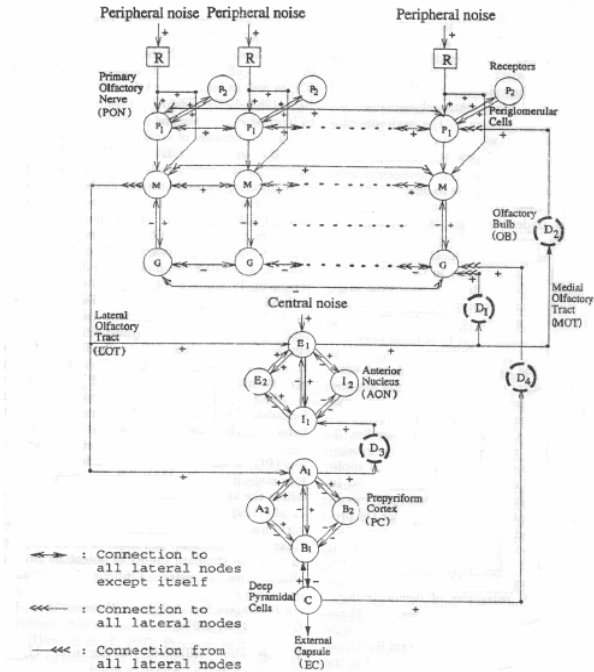 Peripheral noise Peripheral noise Peripheral noise
+ + +
R R R
Primary
Olfactory
Nerve
(PON)
Receptors
P2 P2 P2
Periglomerular
Cells
P1 P1 P1
M M M
Olfactory
Bulb
(OB)
D2
G G G
Central noise
D1
Medial
Olfactory
Tract
(MOT)
Lateral
Olfactory
Tract
(LOT)
E1
E2 I2
Anterior
Nucleus
(AON)
D4
I1
D3
A1
A2 B2
Prepyriform
Cortex
(PC)
B1
Deep
Pyramidal
Cells
C
External
Capsule
(EC)
: Connection to
all lateral nodes
except itself
: Connection to
all lateral nodes
: Connection from
all lateral nodes